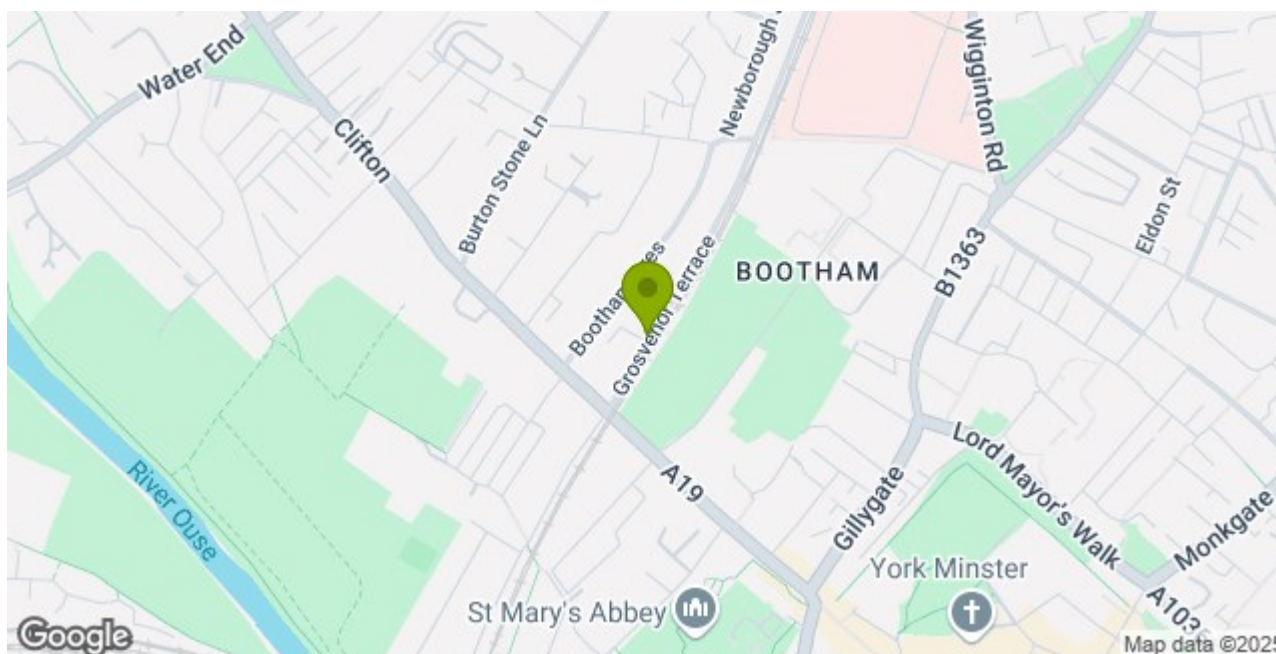 Water End
Clifton
Burton Stone Ln
Newborough
Wigginton Rd
Eldon St
B1363
BOOTHAM
Grosvenor Terrace
River Ouse
A19
Gillygate
Lord Mayor's Walk
Monkgate
York Minster
St Mary's Abbey
Google
Map data ©2025